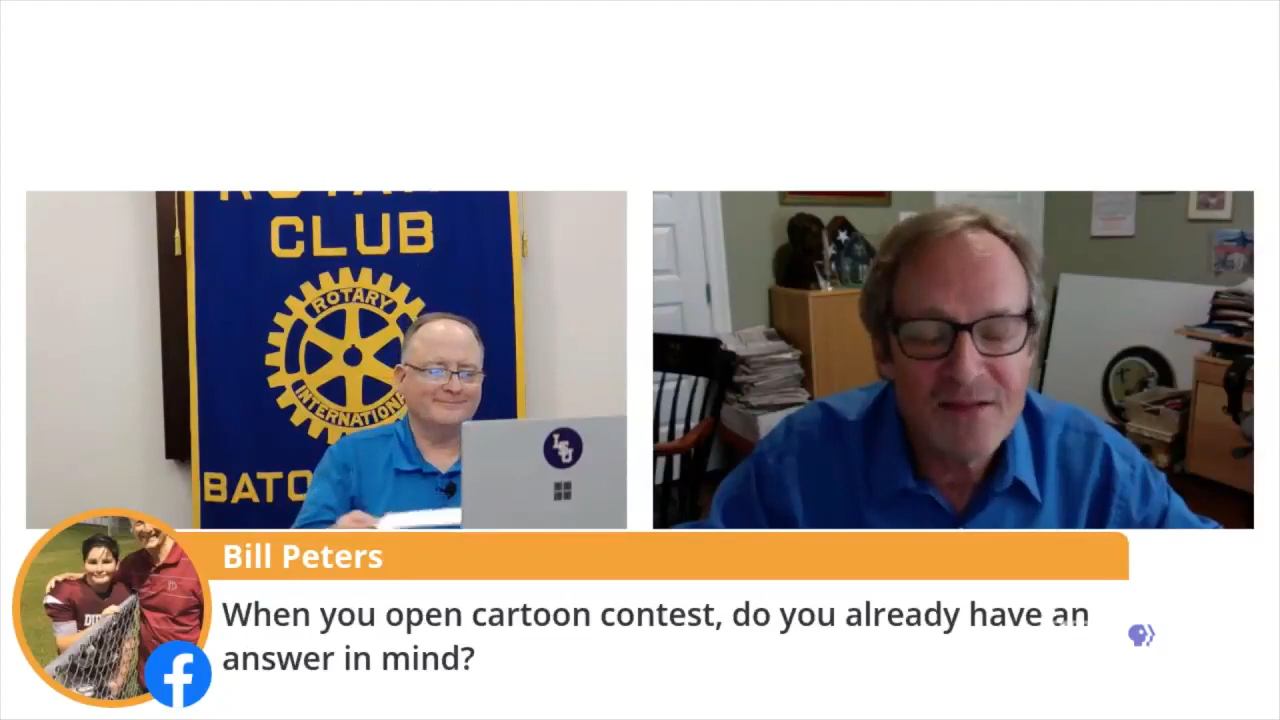 CLUB
ROTARY
INTERNATIONAL
BATO
LSU
Bill Peters
When you open cartoon contest, do you already have an
answer in mind?